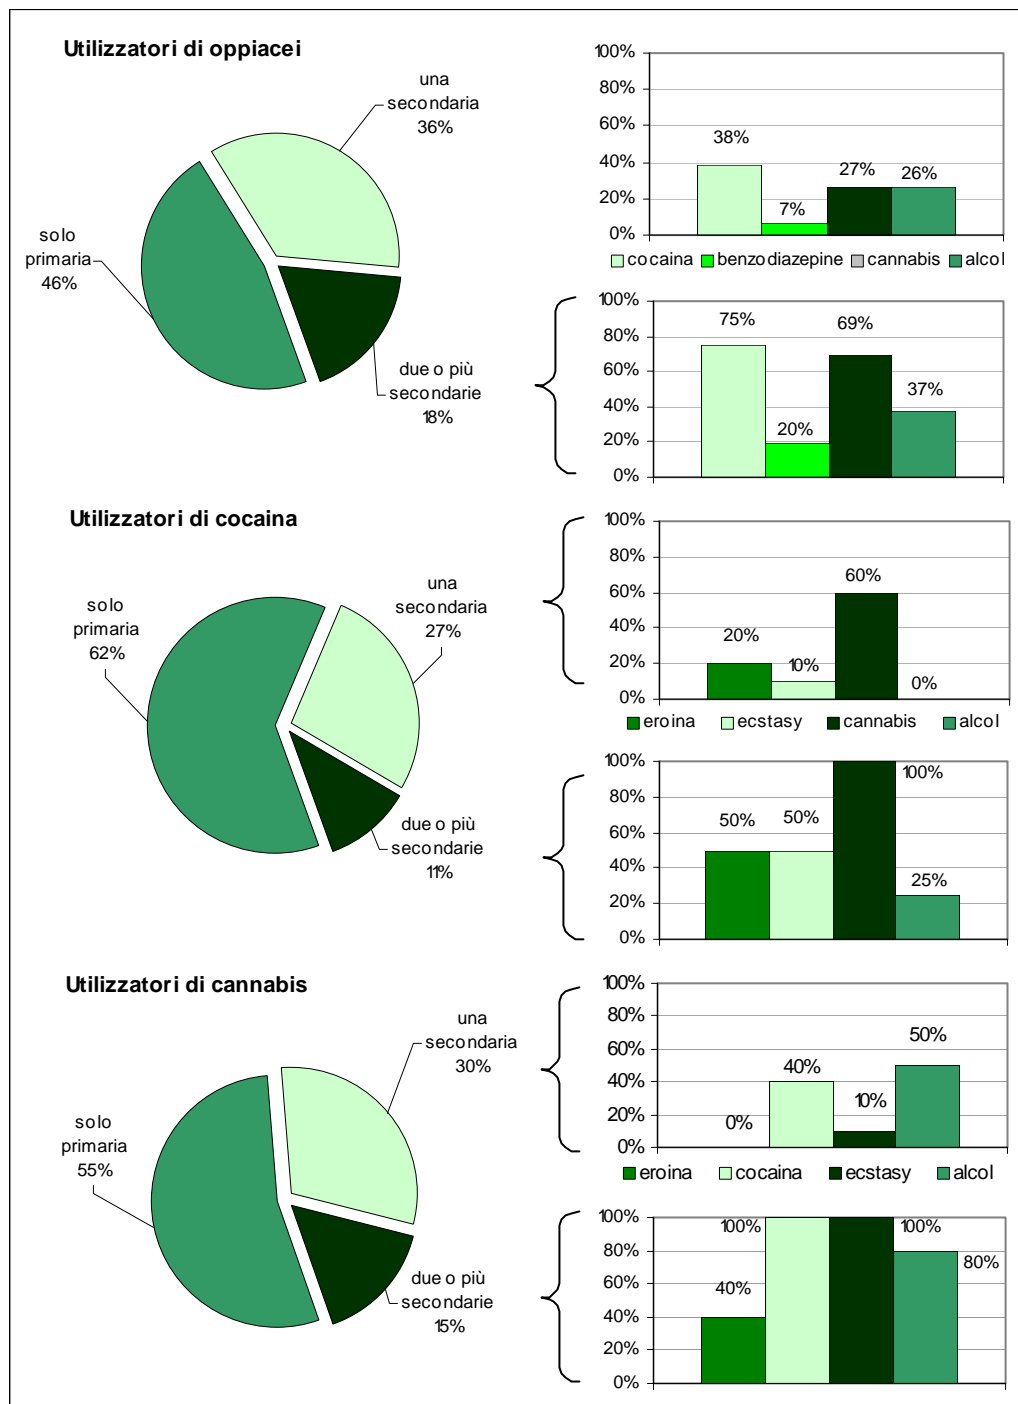 Utilizzatori di oppiacei
una
secondaria
36%
solo
primaria
46%
due o più
secondarie
18%
100%
80%
60%
40%
20%
0%
38%
7%
27%
26%
cocaina benzodiazepine cannabis alcol
100%
80%
60%
40%
20%
0%
75%
20%
69%
37%
Utilizzatori di cocaina
solo
primaria
62%
una
secondaria
27%
due o più
secondarie
11%
100%
80%
60%
40%
20%
0%
20%
10%
60%
0%
eroina ecstasy cannabis alcol
100%
80%
60%
40%
20%
0%
50%
50%
100%
25%
Utilizzatori di cannabis
una
secondaria
30%
solo
primaria
55%
due o più
secondarie
15%
100%
80%
60%
40%
20%
0%
0%
40%
10%
50%
eroina cocaina ecstasy alcol
100%
80%
60%
40%
20%
0%
40%
100%
100%
80%